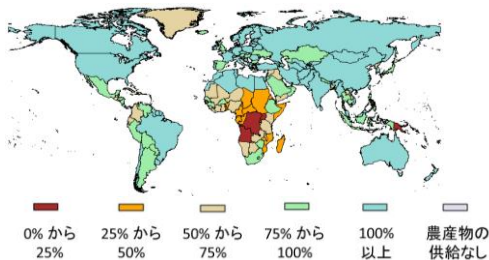 0% から
25%
25% から
50%
50% から
75%
75% から
100%
100%
以上
農産物の
供給なし